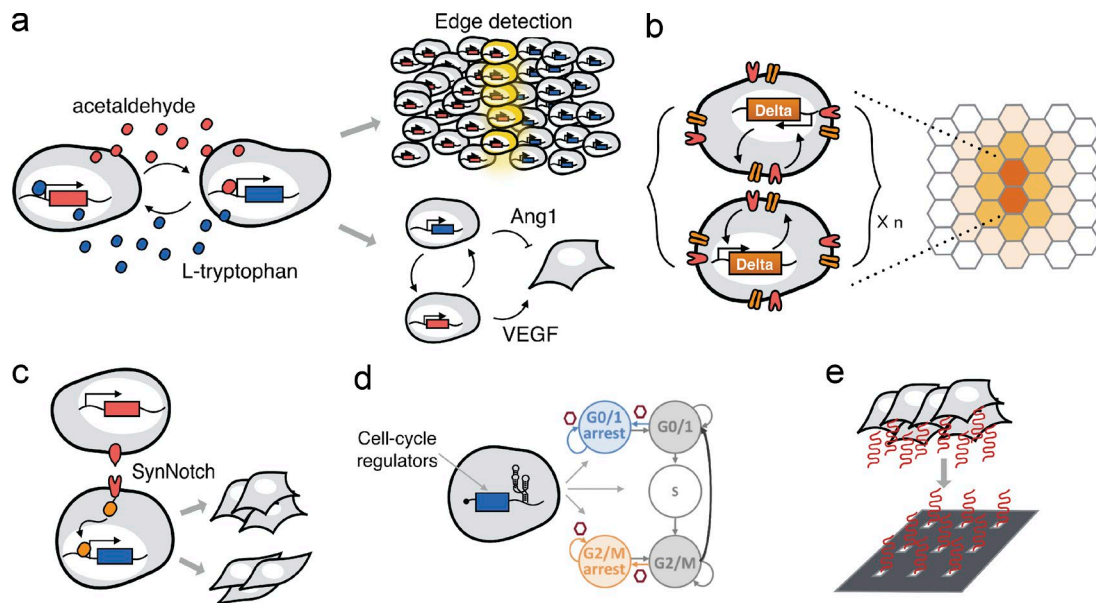 a
Edge detection
acetaldehyde
L-tryptophan
Ang1
VEGF
b
Delta
Delta
X n
c
SynNotch
d
Cell-cycle
regulators
G0/1
arrest
G0/1
S
G2/M
arrest
G2/M
e